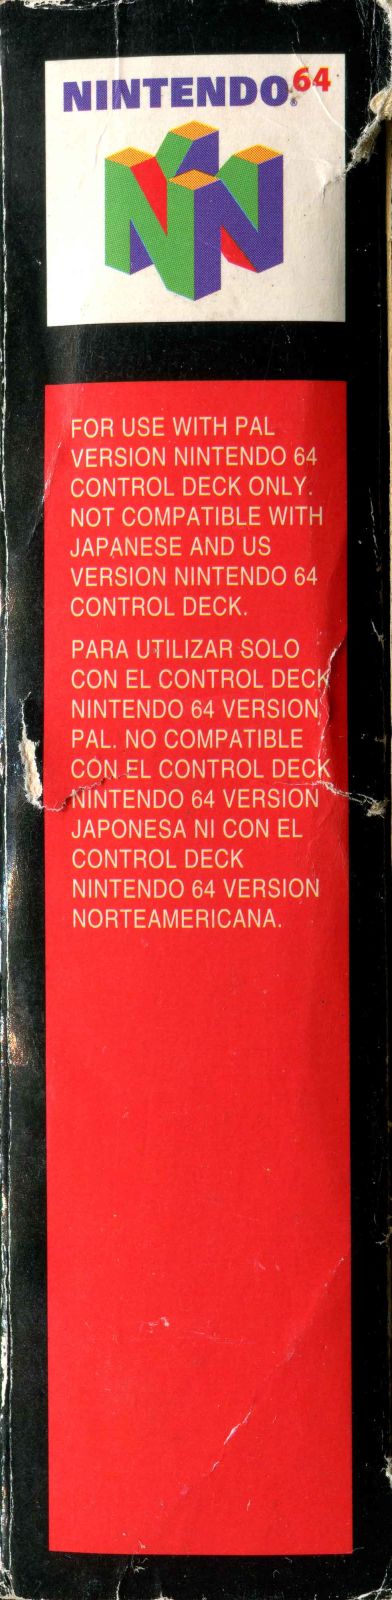 NINTENDO64
FOR USE WITH PAL
VERSION NINTENDO 64
CONTROL DECK ONLY.
NOT COMPATIBLE WITH
JAPANESE AND US
VERSION NINTENDO 64
CONTROL DECK.
PARA UTILIZAR SOLO
CON EL CONTROL DECK
NINTENDO 64 VERSION
PAL. NO COMPATIBLE
CON EL CONTROL DECK
NINTENDO 64 VERSION
JAPONESA NI CON EL
CONTROL DECK
NINTENDO 64 VERSION
NORTEAMERICANA.